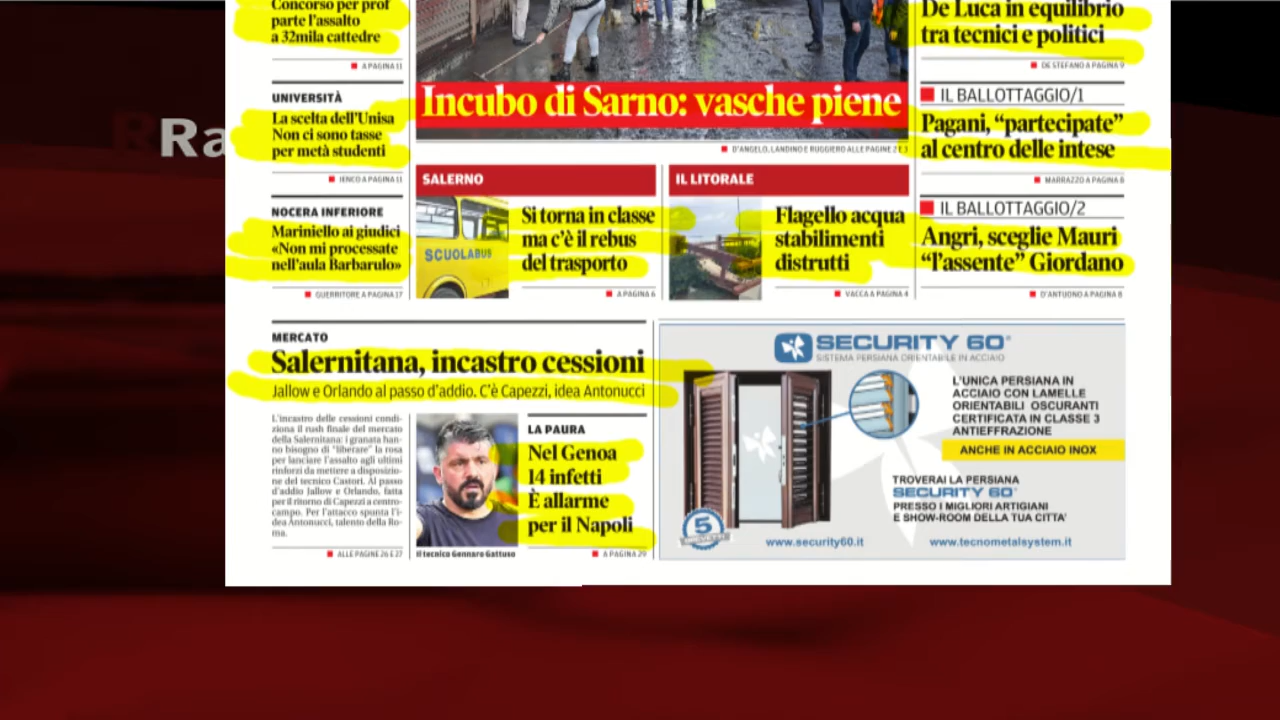 Ra
Concorso per prof
parte l'assalto
a 32mila cattedre
A PAGINA 11
UNIVERSITÀ
La scelta dell'Unisa
Non ci sono tasse
per metà studenti
IENCO A PAGINA 11
NOCERA INFERIORE
Mariniello ai giudici
«Non mi processate
nell'aula Barbarulo»
GUERRITORE A PAGINA 17
Incubo di Sarno: vasche piene
D'ANGELO, LANDINO E RUGGIERO ALLE PAGINE 2 E 3
SALERNO
SCUOLABUS
Si torna in classe
ma c'è il rebus
del trasporto
A PAGINA 6
IL LITORALE
Flagello acqua
stabilimenti
distrutti
VACCA A PAGINA 4
De Luca in equilibrio
tra tecnici e politici
DE STEFANO A PAGINA 9
IL BALLOTTAGGIO/1
Pagani, "partecipate"
al centro delle intese
MARRAZZO A PAGINA 8
IL BALLOTTAGGIO/2
Angri, sceglie Mauri
"l'assente" Giordano
D'ANTUONO A PAGINA 8
MERCATO
Salernitana, incastro cessioni
Jallow e Orlando al passo d'addio. C'è Capezzi, idea Antonucci
L'incastro delle cessioni condi-
ziona il rush finale del mercato
della Salernitana: i granata han-
no bisogno di "liberare" la rosa
per lanciare l'assalto agli ultimi
rinforzi da mettere a disposizio-
ne del tecnico Castori. Al passo
d'addio Jallow e Orlando, fatta
per il ritorno di Capezzi a centro-
campo. Per l'attacco spunta l'i-
dea Antonucci, talento della Ro-
ma.
ALLE PAGINE 26 E 27
Il tecnico Gennaro Gattuso
LA PAURA
Nel Genoa
14 infetti
È allarme
per il Napoli
A PAGINA 29
SECURITY 60®
SISTEMA PERSIANA ORIENTABILE IN ACCIAIO
L'UNICA PERSIANA IN
ACCIAIO CON LAMELLE
ORIENTABILI OSCURANTI
CERTIFICATA IN CLASSE 3
ANTIEFFRAZIONE
ANCHE IN ACCIAIO INOX
TROVERAI LA PERSIANA
SECURITY 60®
PRESSO I MIGLIORI ARTIGIANI
E SHOW-ROOM DELLA TUA CITTA'
5
www.security60.it
www.tecnometalsystem.it